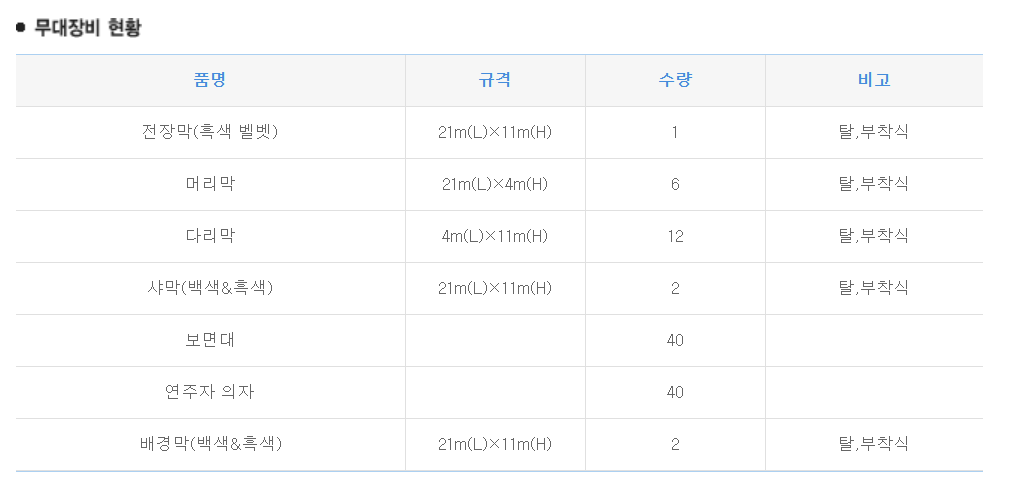 ● 무대장비 현황
품명 규격 수량 비고
전장막(흑색 벨벳) 21m(L)×11m(H) 1 탈,부착식
머리막 21m(L)×4m(H) 6 탈,부착식
다리막 4m(L)×11m(H) 12 탈,부착식
샤막(백색&흑색) 21m(L)×11m(H) 2 탈,부착식
보면대 40
연주자 의자 40
배경막(백색&흑색) 21m(L)×11m(H) 2 탈,부착식